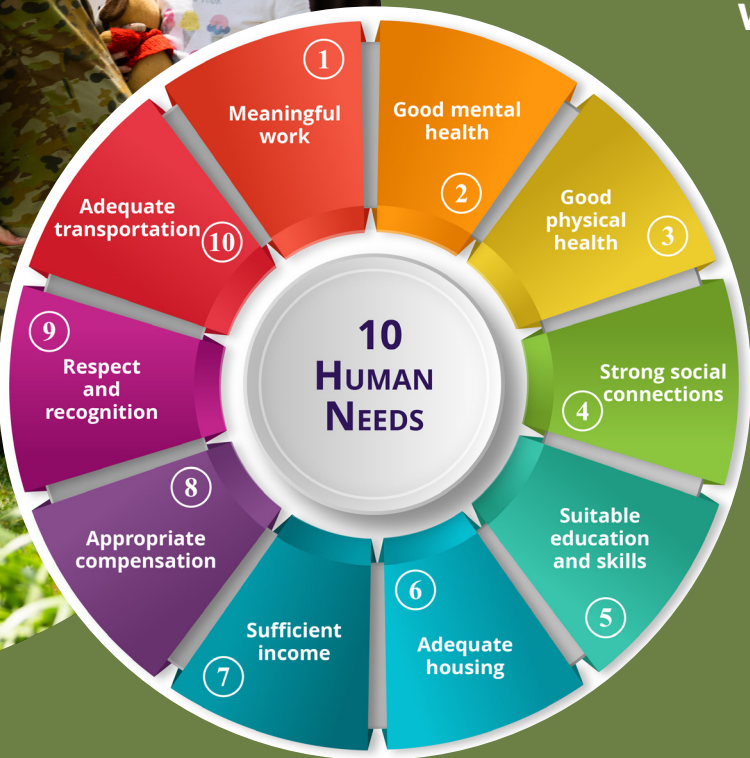 10
HUMAN
NEEDS
1
Meaningful
work
Good mental
health
2
Good
physical
health
3
Strong social
connections
4
Suitable
education
and skills
5
6
Adequate
housing
Sufficient
income
7
8
Appropriate
compensation
9
Respect
and
recognition
Adequate
transportation
10